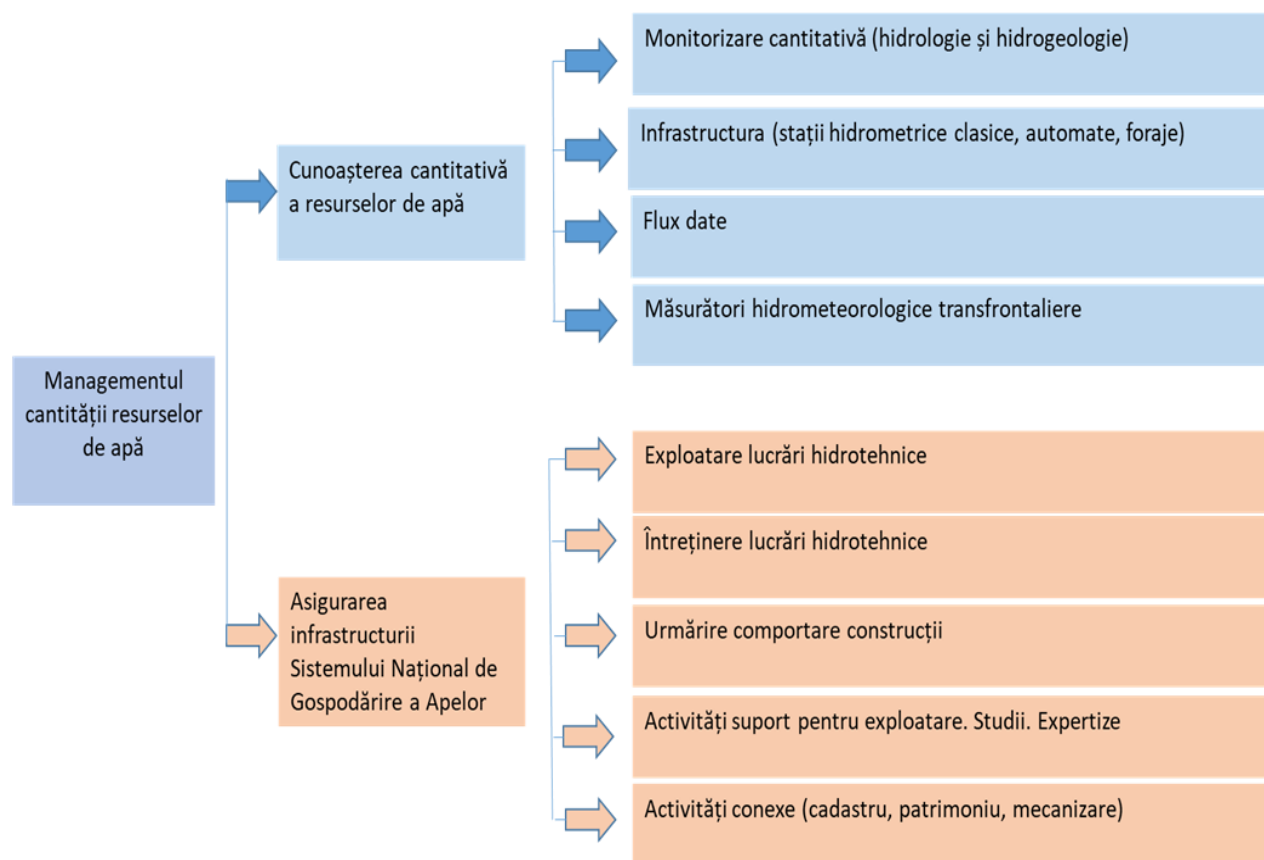 Managementul
cantității resurselor
de apă
Cunoașterea cantitativă
a resurselor de apă
Monitorizare cantitativă (hidrologie și hidrogeologie)
Infrastructura (stații hidrometrice clasice, automate, foraje)
Flux date
Măsurători hidrometeorologice transfrontaliere
Asigurarea
infrastructurii
Sistemului Național de
Gospodărire a Apelor
Exploatare lucrări hidrotehnice
Întreținere lucrări hidrotehnice
Urmărire comportare construcții
Activități suport pentru exploatare. Studii. Expertize
Activități conexe (cadastru, patrimoniu, mecanizare)